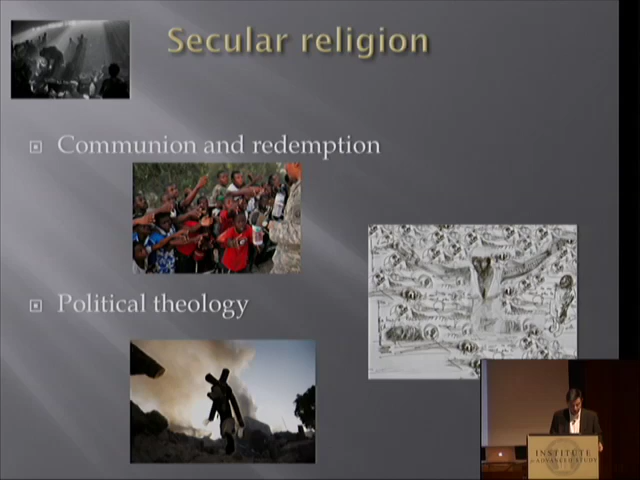 Secular religion
Communion and redemption
Political theology
INSTITUTE
for ADVANCED STUDY